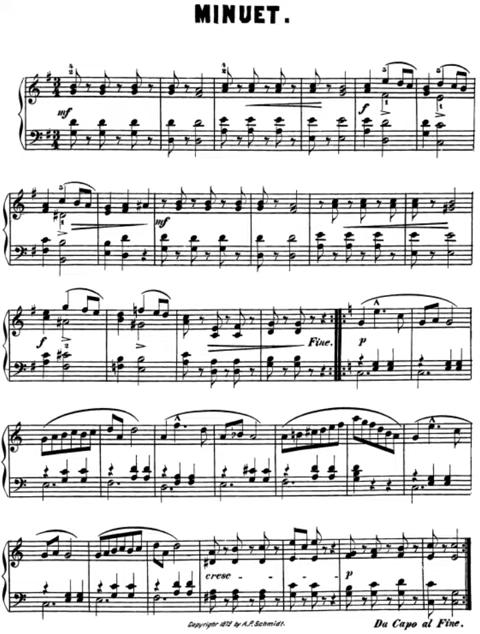 MINUET.
mf
f
mf
f
Fine.
p
cresc - - - p
Copyright 1872 by A.P. Schmidt.
Da Capo al Fine.